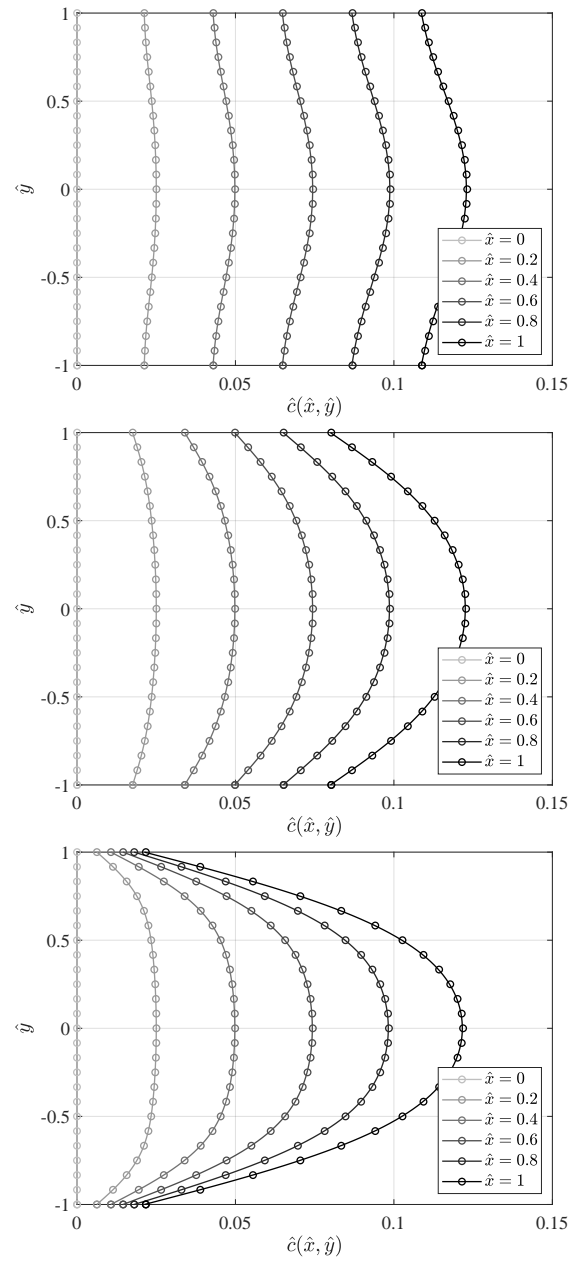 1
0.5
0
-0.5
-1
ŷ
x̂ = 0
x̂ = 0.2
x̂ = 0.4
x̂ = 0.6
x̂ = 0.8
x̂ = 1
0 0.05 0.1 0.15
ĉ(x̂, ŷ)
1
0.5
0
-0.5
-1
ŷ
x̂ = 0
x̂ = 0.2
x̂ = 0.4
x̂ = 0.6
x̂ = 0.8
x̂ = 1
0 0.05 0.1 0.15
ĉ(x̂, ŷ)
1
0.5
0
-0.5
-1
ŷ
x̂ = 0
x̂ = 0.2
x̂ = 0.4
x̂ = 0.6
x̂ = 0.8
x̂ = 1
0 0.05 0.1 0.15
ĉ(x̂, ŷ)